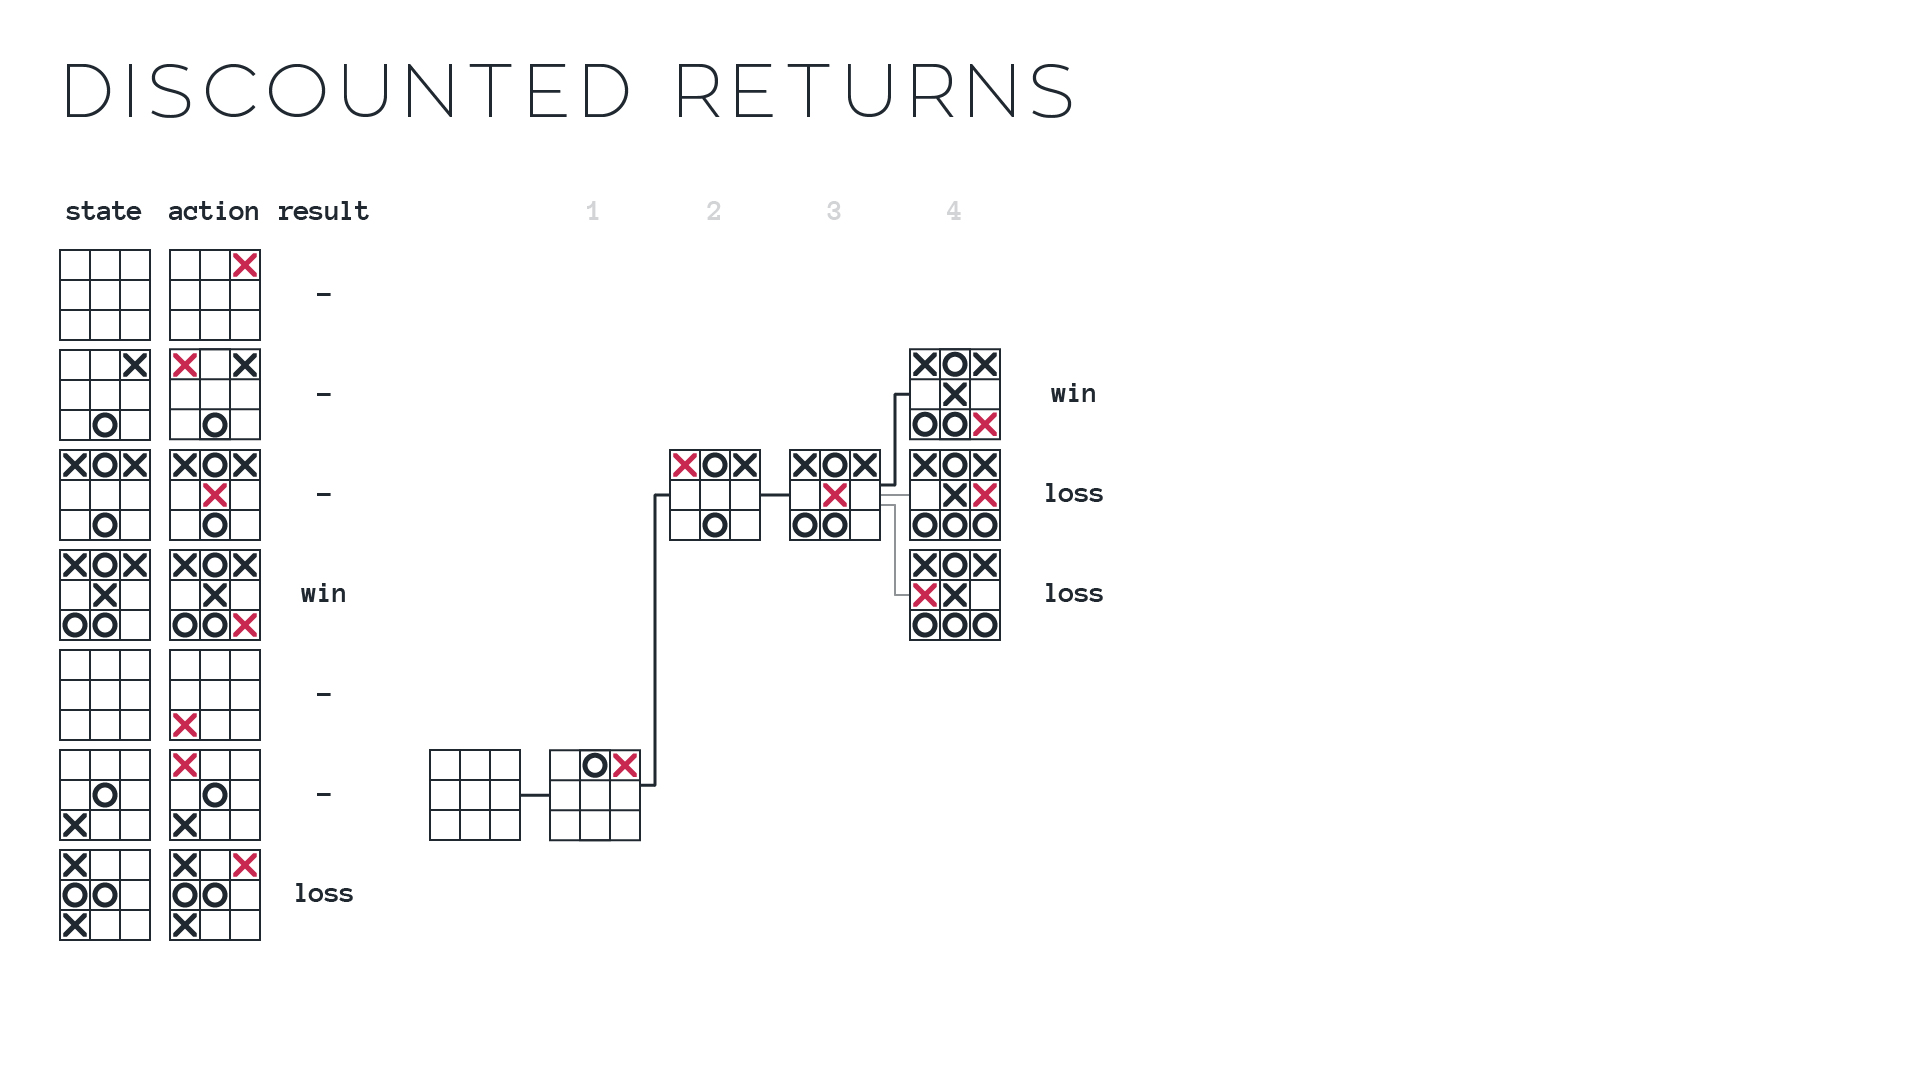 DISCOUNTED RETURNS
state action result 1 2 3 4
–
–
win
–
loss
win
loss
–
–
loss